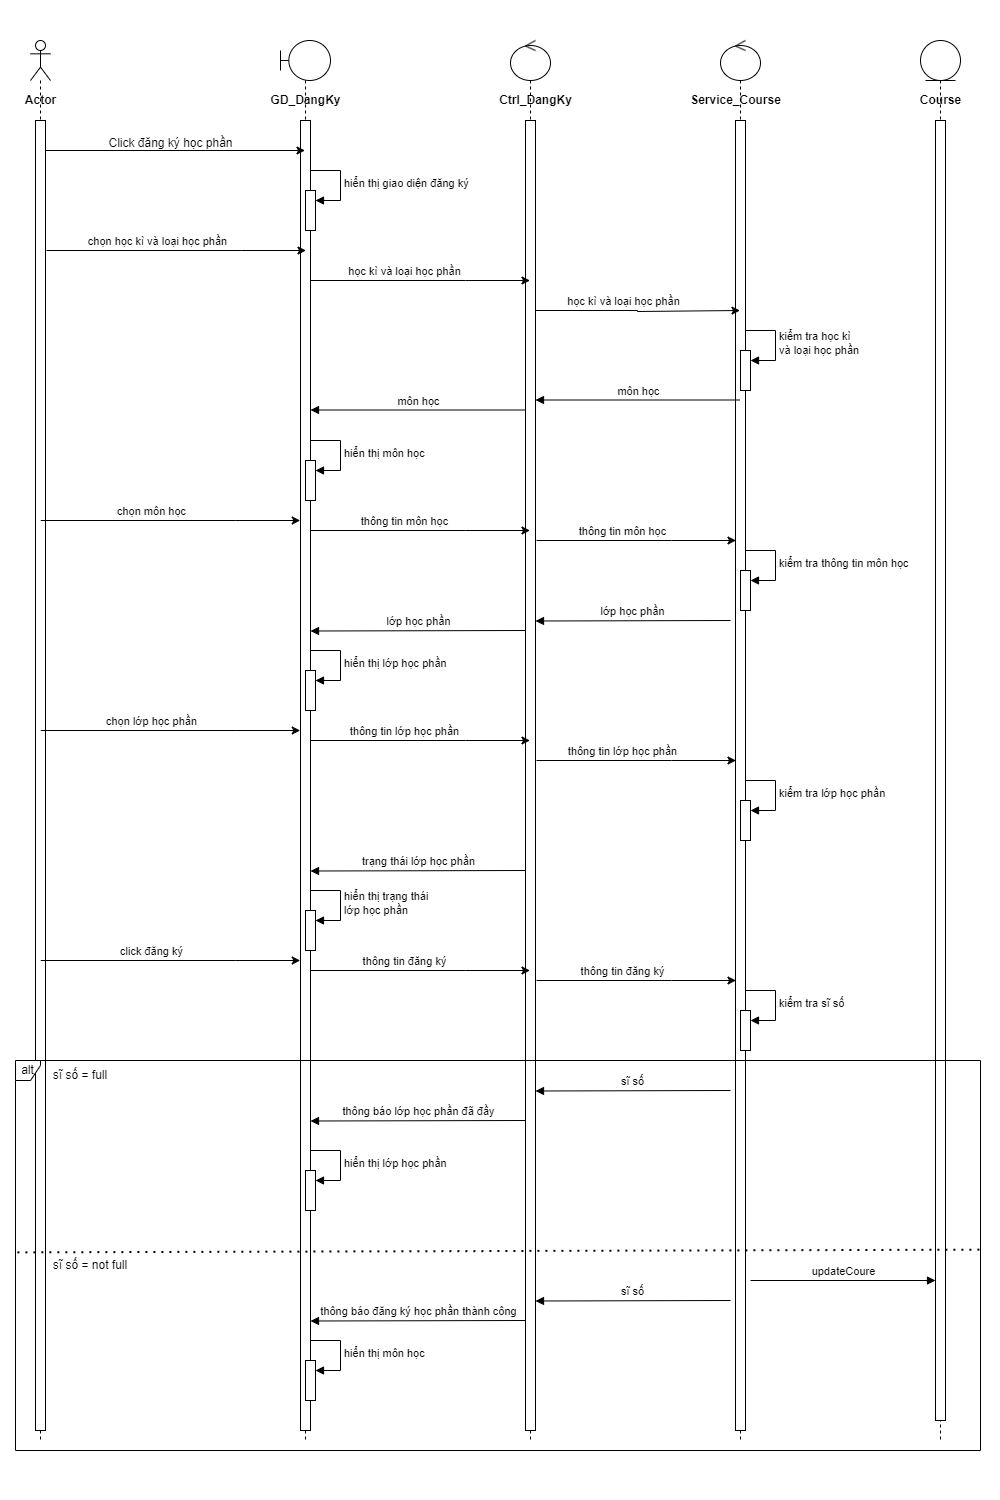 Actor
GD_DangKy
Ctrl_DangKy
Service_Course
Course
Click đăng ký học phần
hiển thị giao diện đăng ký
chọn học kì và loại học phần
học kì và loại học phần
học kì và loại học phần
kiểm tra học kì
và loại học phần
môn học
môn học
hiển thị môn học
chọn môn học
thông tin môn học
thông tin môn học
kiểm tra thông tin môn học
lớp học phần
lớp học phần
hiển thị lớp học phần
chọn lớp học phần
thông tin lớp học phần
thông tin lớp học phần
kiểm tra lớp học phần
trạng thái lớp học phần
hiển thị trạng thái
lớp học phần
click đăng ký
thông tin đăng ký
thông tin đăng ký
kiểm tra sĩ số
alt
sĩ số = full
sĩ số
thông báo lớp học phần đã đầy
hiển thị lớp học phần
sĩ số = not full
updateCoure
sĩ số
thông báo đăng ký học phần thành công
hiển thị môn học